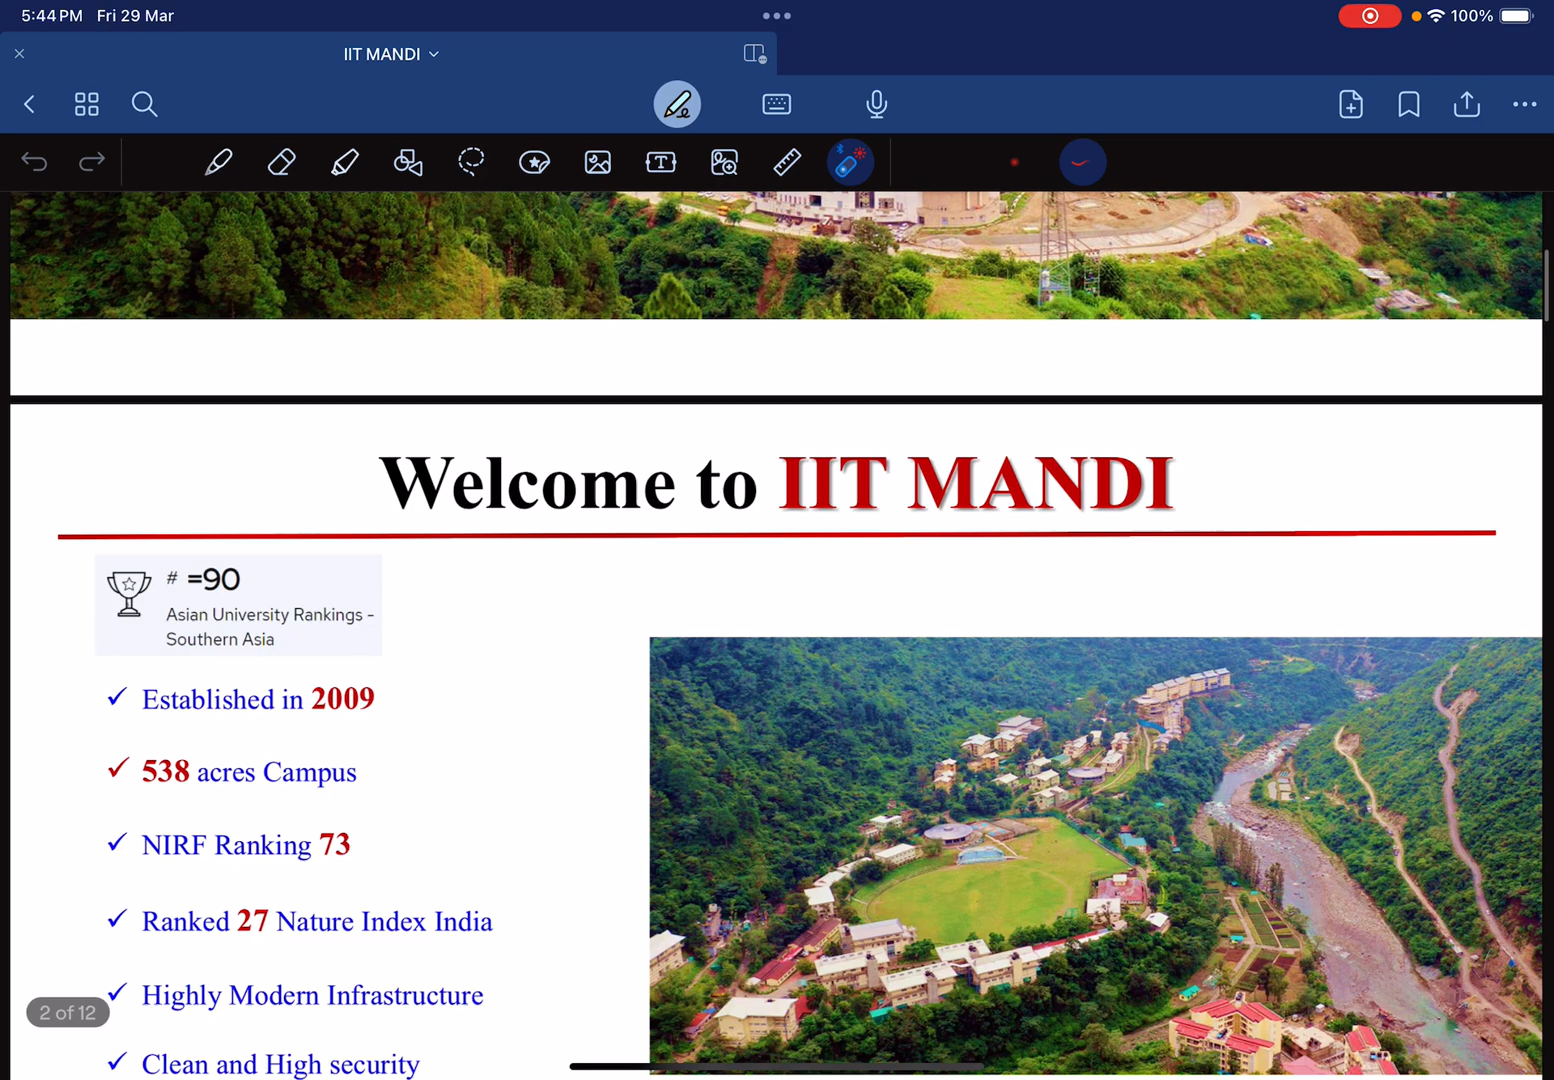 5:44 PM Fri 29 Mar
100%
IIT MANDI
Welcome to IIT MANDI
# =90
Asian University Rankings -
Southern Asia
✓ Established in 2009
✓ 538 acres Campus
✓ NIRF Ranking 73
✓ Ranked 27 Nature Index India
✓ Highly Modern Infrastructure
2 of 12
✓ Clean and High security